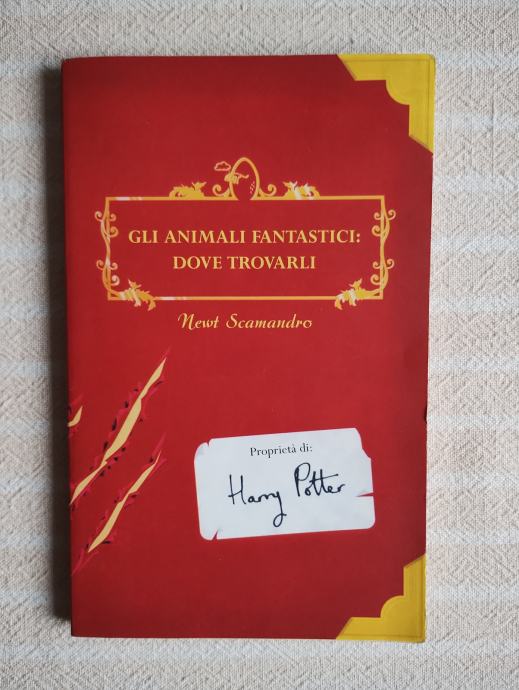 GLI ANIMALI FANTASTICI:
DOVE TROVARLI
Newt Scamandro
Proprietà di:
Harry Potter